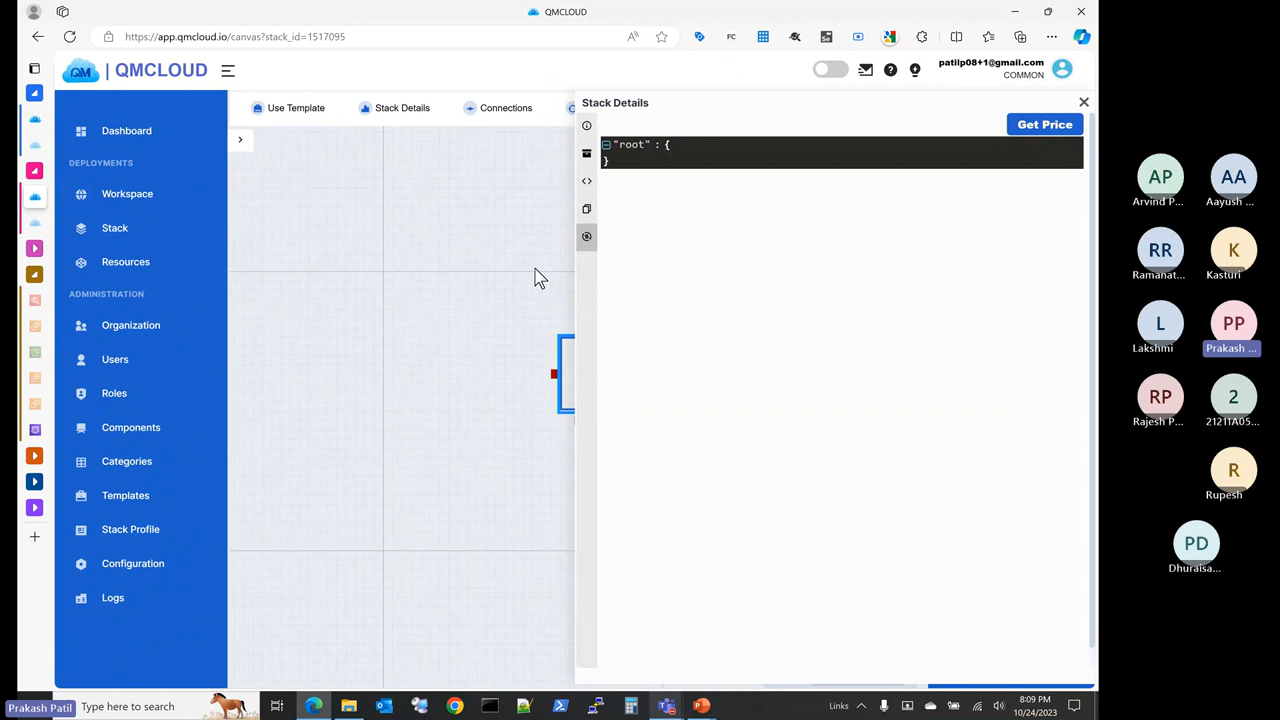 QMCLOUD
https://app.qmcloud.io/canvas?stack_id=1517095
QMCLOUD
patilp08+1@gmail.com
COMMON
Use Template
Stack Details
Connections
Stack Details
Get Price
"root" : {
}
Dashboard
DEPLOYMENTS
Workspace
Stack
Resources
ADMINISTRATION
Organization
Users
Roles
Components
Categories
Templates
Stack Profile
Configuration
Logs
AP
Arvind P...
AA
Aayush ...
RR
Ramanat...
K
Kasturi
L
Lakshmi
PP
Prakash ...
RP
Rajesh P...
2
21211A05...
R
Rupesh
PD
Dhuraisa...
Prakash Patil
Type here to search
Links
8:09 PM
10/24/2023